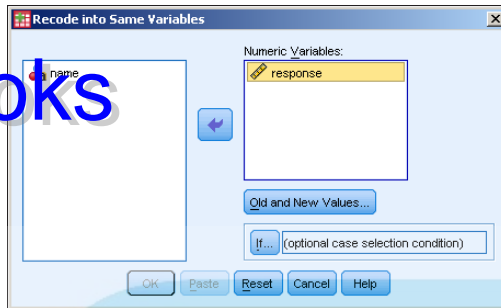 Recode into Same Variables
Numeric Variables:
name
response
oks
Old and New Values...
If... (optional case selection condition)
OK Paste Reset Cancel Help